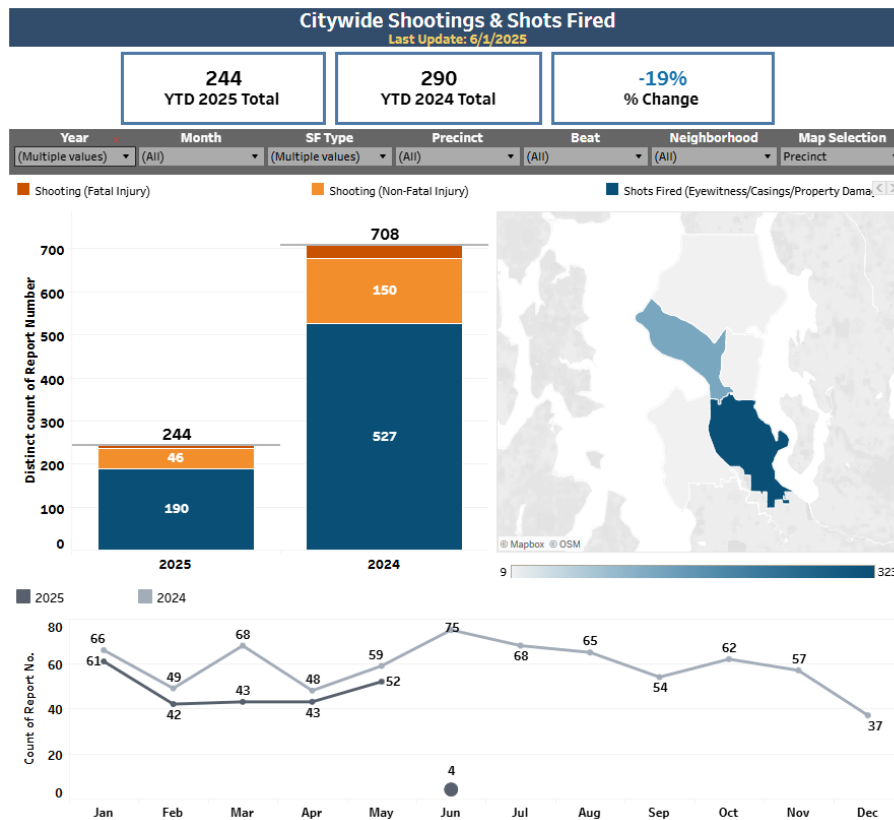 Citywide Shootings & Shots Fired
Last Update: 6/1/2025
244
YTD 2025 Total
290
YTD 2024 Total
-19%
% Change
Year Month SF Type Precinct Beat Neighborhood Map Selection
(Multiple values) (All) (Multiple values) (All) (All) (All) Precinct
Shooting (Fatal Injury) Shooting (Non-Fatal Injury) Shots Fired (Eyewitness/Casings/Property Dama
Distinct count of Report Number
700
600
500
400
300
200
100
0
244
46
190
708
150
527
2025 2024
© Mapbox © OSM
9 323
2025 2024
Count of Report No.
80
60
40
20
0
66 49 68 48 59 75 68 65 54 62 57 37
61 42 43 43 52 4
Jan Feb Mar Apr May Jun Jul Aug Sep Oct Nov Dec